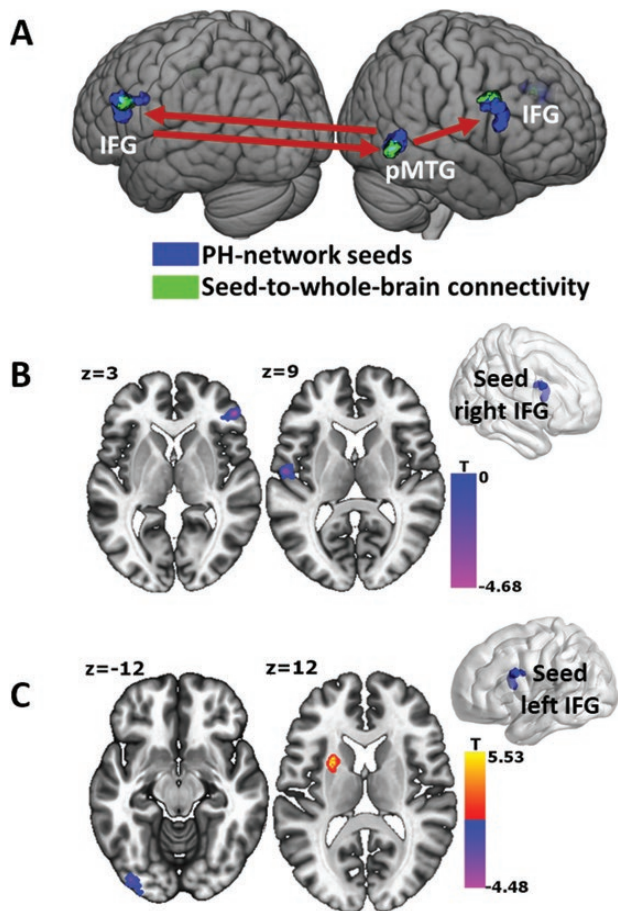 A
IFG
IFG
pMTG
PH-network seeds
Seed-to-whole-brain connectivity
B
z=3
z=9
Seed
right IFG
T
0
-4.68
C
z=-12
z=12
Seed
left IFG
T
5.53
-4.48